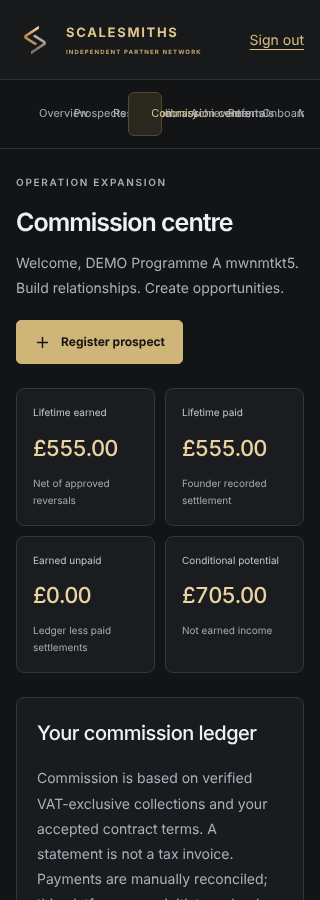 SCALESMITHS
INDEPENDENT PARTNER NETWORK
Sign out
Overview
OPERATION EXPANSION
Commission centre
Welcome, DEMO Programme A mwnmtkt5.
Build relationships. Create opportunities.
Register prospect
Lifetime earned
£555.00
Net of approved
reversals
Lifetime paid
£555.00
Founder recorded
settlement
Earned unpaid
£0.00
Ledger less paid
settlements
Conditional potential
£705.00
Not earned income
Your commission ledger
Commission is based on verified
VAT-exclusive collections and your
accepted contract terms. A
statement is not a tax invoice.
Payments are manually reconciled;